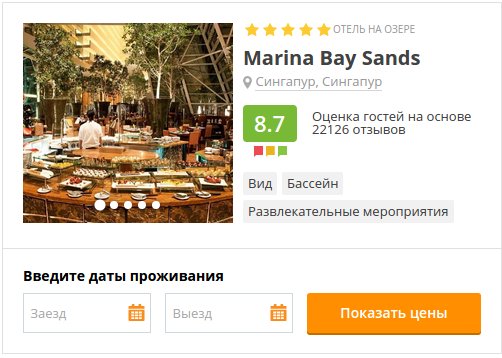 ОТЕЛЬ НА ОЗЕРЕ
Marina Bay Sands
Сингапур, Сингапур
8.7
Оценка гостей на основе
22126 отзывов
Вид
Бассейн
Развлекательные мероприятия
Введите даты проживания
Заезд
Выезд
Показать цены